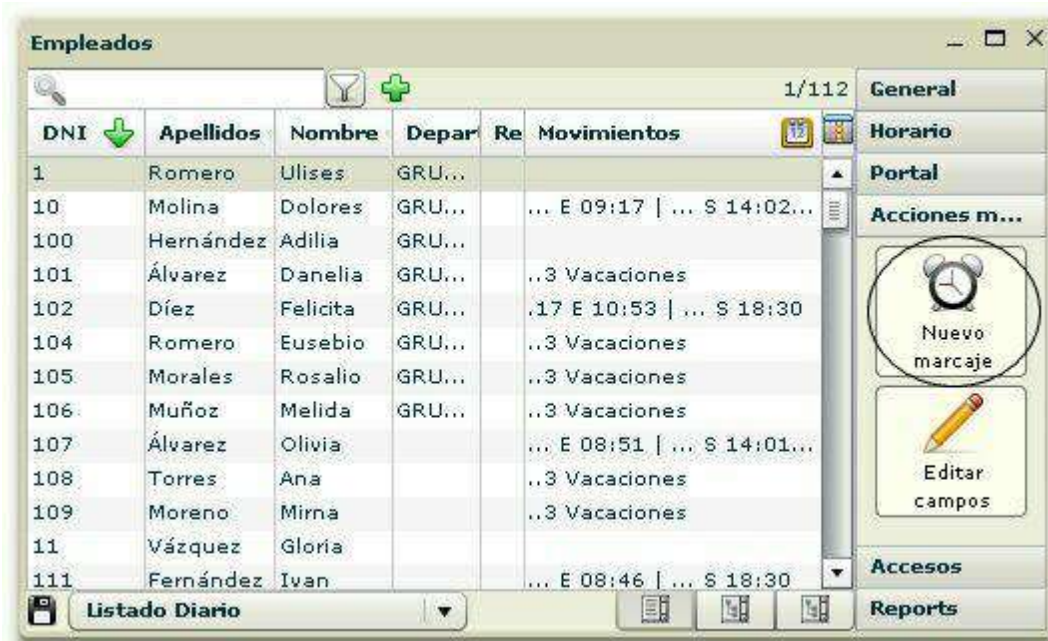 Empleados
1/112
DNI Apellidos Nombre Depar Re Movimientos
1 Romero Ulises GRU...
10 Molina Dolores GRU... ... E 09:17 | ... S 14:02...
100 Hernández Adilia GRU...
101 Álvarez Danelia GRU... ..3 Vacaciones
102 Díez Felicita GRU... .17 E 10:53 | ... S 18:30
104 Romero Eusebio GRU... ..3 Vacaciones
105 Morales Rosalio GRU... ..3 Vacaciones
106 Muñoz Melida GRU... ..3 Vacaciones
107 Álvarez Olivia ... E 08:51 | ... S 14:01...
108 Torres Ana ..3 Vacaciones
109 Moreno Mirna ..3 Vacaciones
11 Vázquez Gloria
111 Fernández Ivan ... E 08:46 | ... S 18:30
Listado Diario
General
Horario
Portal
Acciones m...
Nuevo
marcaje
Editar
campos
Accesos
Reports